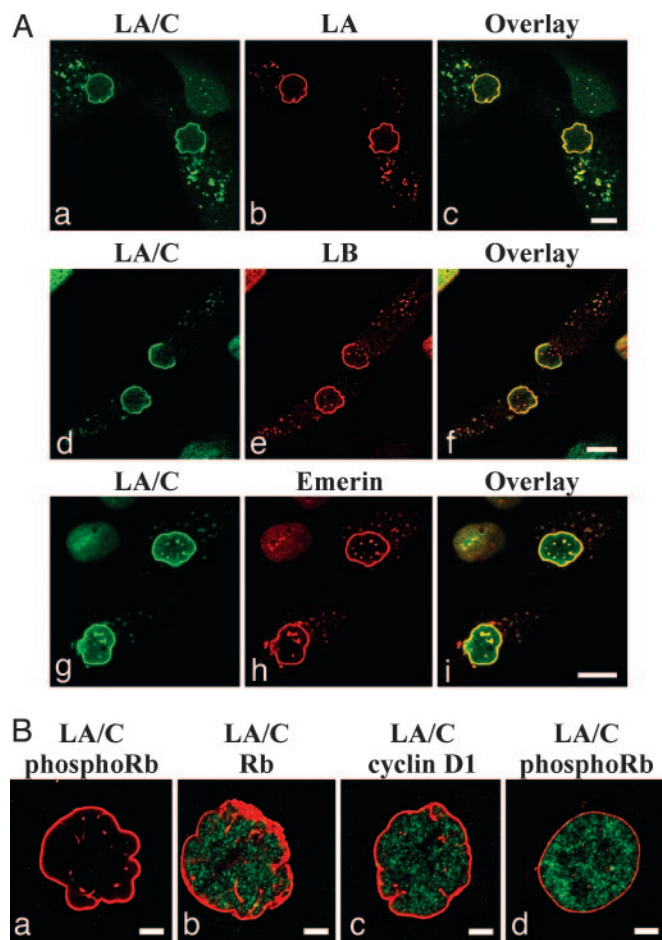 A
LA/C LA Overlay
a b c
LA/C LB Overlay
d e f
LA/C Emerin Overlay
g h i
B
LA/C LA/C LA/C LA/C
phosphoRb Rb cyclin D1 phosphoRb
a b c d